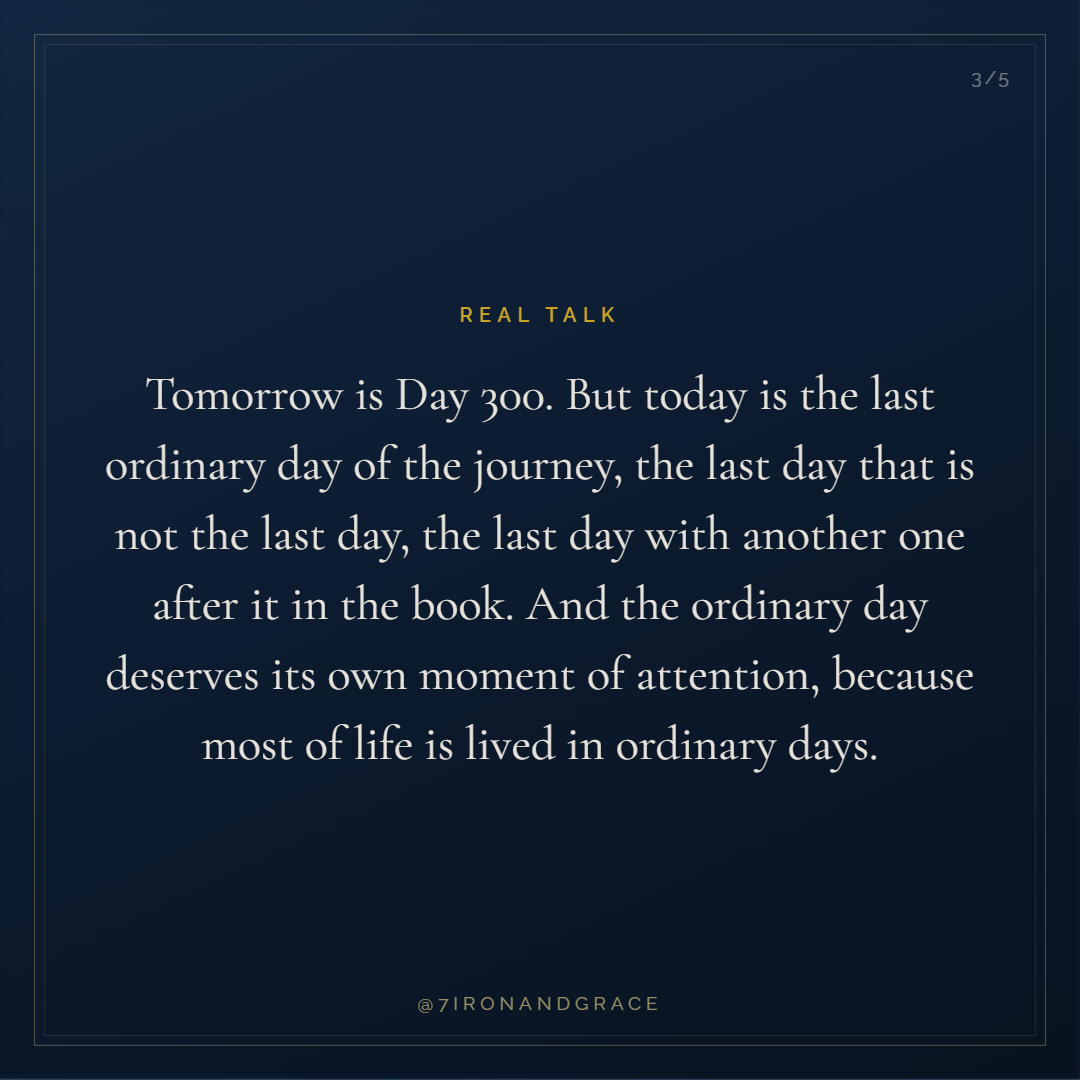 3/5
REAL TALK
Tomorrow is Day 300. But today is the last
ordinary day of the journey, the last day that is
not the last day, the last day with another one
after it in the book. And the ordinary day
deserves its own moment of attention, because
most of life is lived in ordinary days.
@7IRONANDGRACE